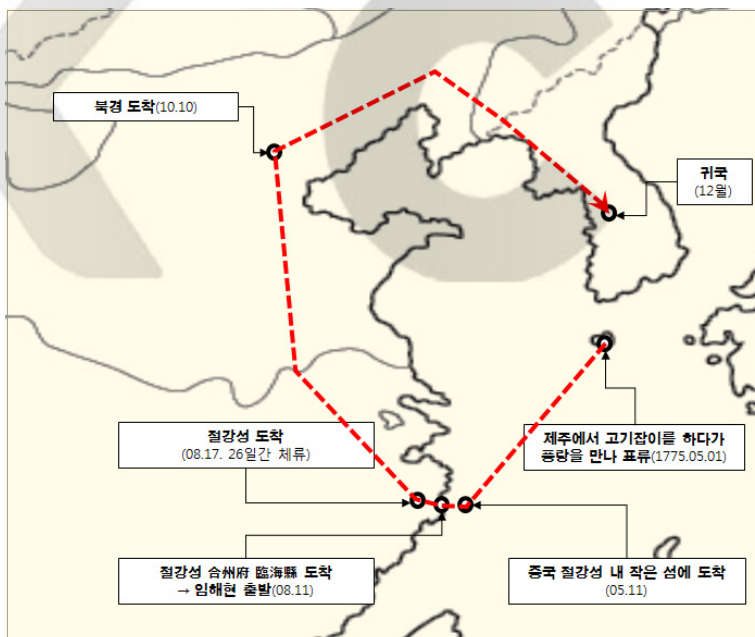 북경 도착(10.10)
귀국
(12월)
절강성 도착
(08.17. 26일간 체류)
제주에서 고기잡이를 하다가
풍랑을 만나 표류(1775.05.01)
절강성 合州府 臨海縣 도착
→ 임해현 출발(08.11)
중국 절강성 내 작은 섬에 도착
(05.11)